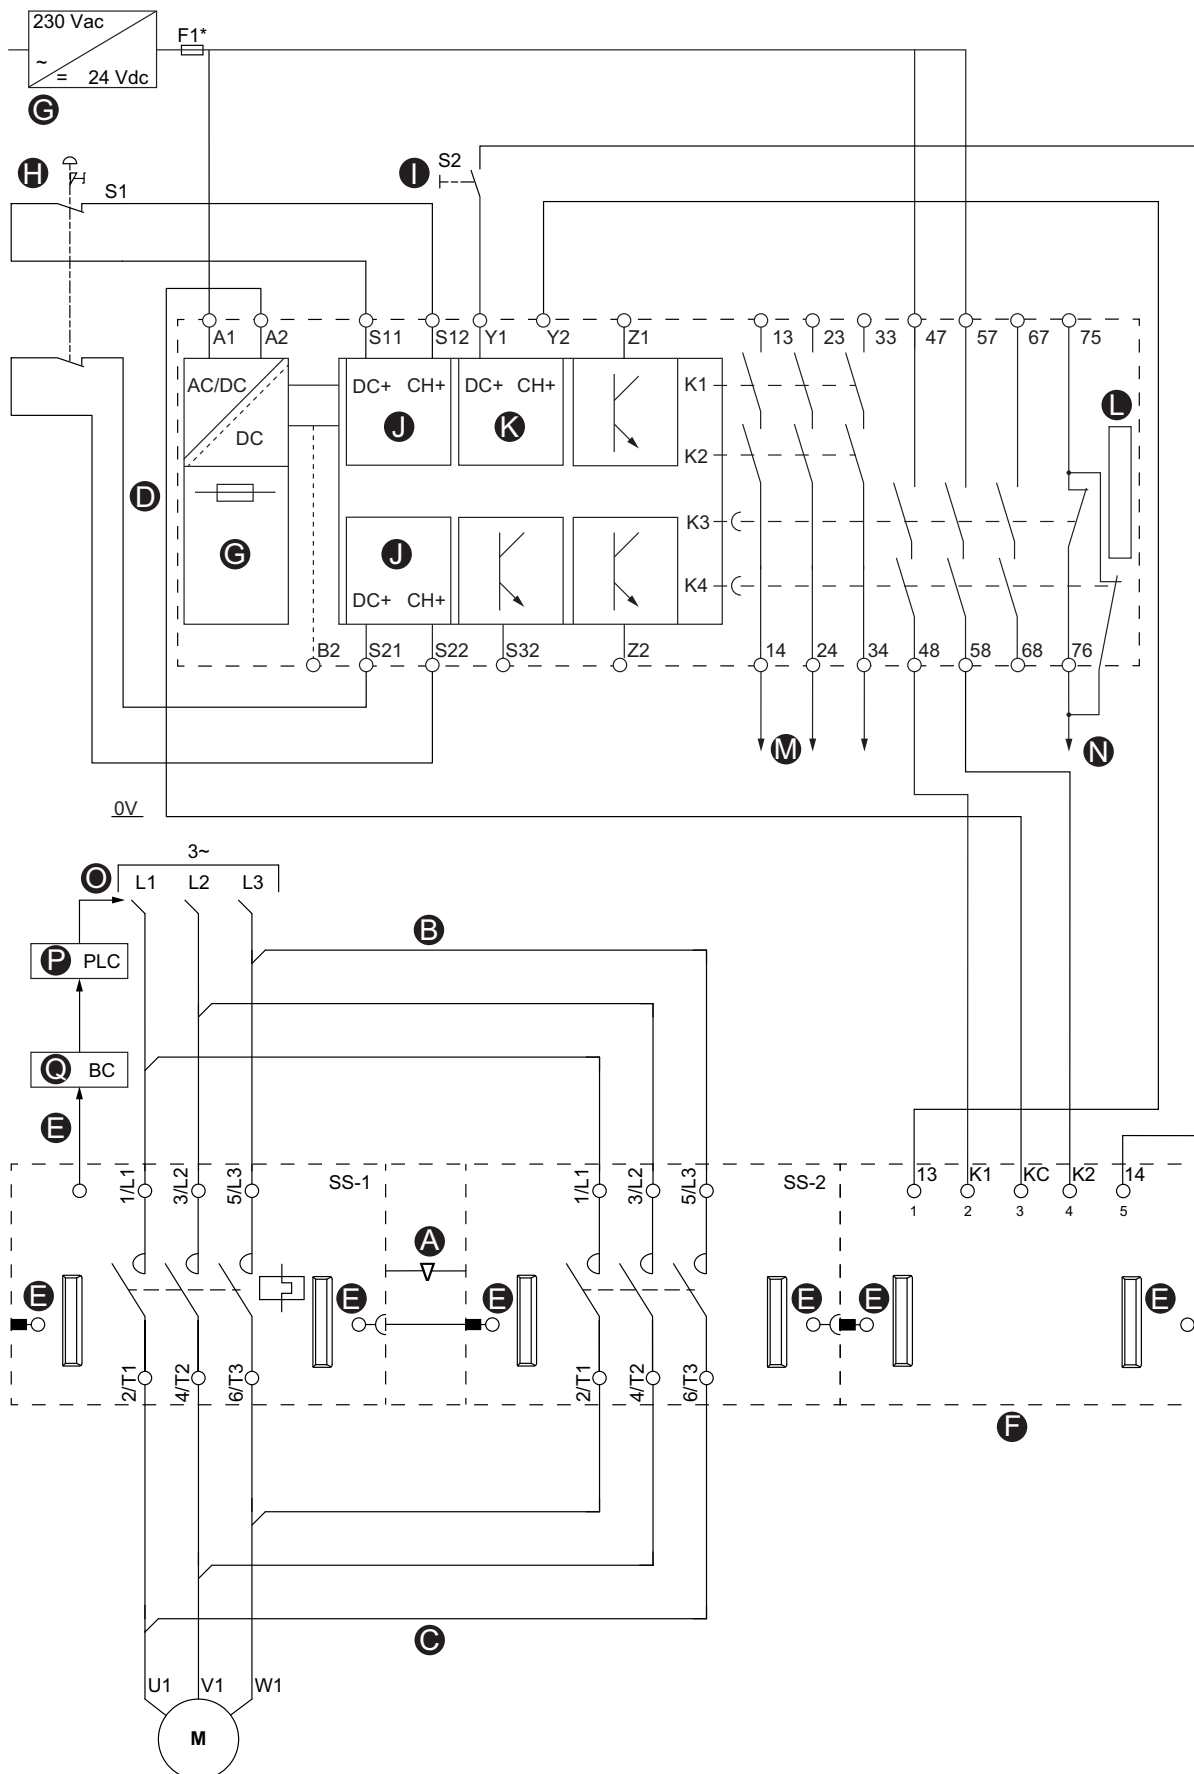 230 Vac
F1*
~
= 24 Vdc
G
H
S1
I
S2
A1 A2 S11 S12 Y1 Y2 Z1 13 23 33 47 57 67 75
AC/DC
DC
DC+ CH+
J
DC+ CH+
K
K1
L
K2
D
G
J
DC+ CH+
K3
K4
B2 S21 S22 S32 Z2 14 24 34 48 58 68 76
M
N
0V
3~
O
L1 L2 L3
B
P PLC
Q BC
E
1/L1 3/L2 5/L3 SS-1
1/L1 3/L2 5/L3 SS-2
13 K1 KC K2 14
1 2 3 4 5
A
E E E E E E
2/T1 4/T2 6/T3
2/T1 4/T2 6/T3
F
C
U1 V1 W1
M